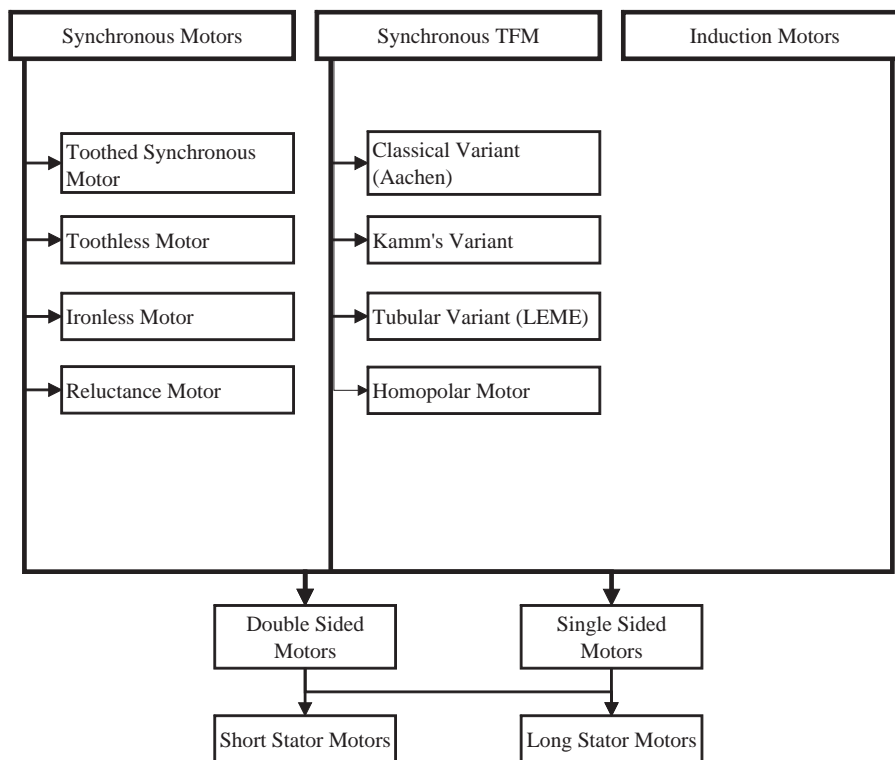 Synchronous Motors
Synchronous TFM
Induction Motors
Toothed Synchronous
Motor
Classical Variant
(Aachen)
Toothless Motor
Kamm's Variant
Ironless Motor
Tubular Variant (LEME)
Reluctance Motor
Homopolar Motor
Double Sided
Motors
Single Sided
Motors
Short Stator Motors
Long Stator Motors